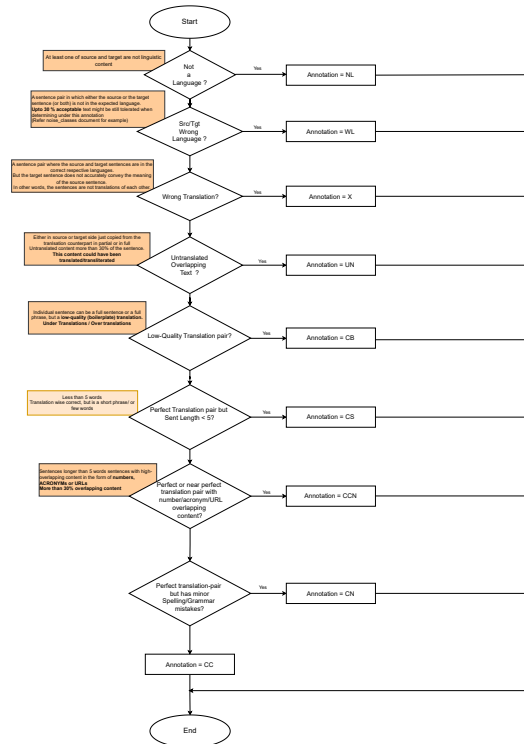 Start
At least one of source and target are not linguistic
content
Not
a
Language ?
Yes
Annotation = NL
A sentence pair in which either the source or the target
sentence (or both) is not in the expected language.
Upto 30 % acceptable text might be still tolerated when
determining under this annotation
(Refer noise_classes document for example)
Src/Tgt
Wrong
Language ?
Yes
Annotation = WL
A sentence pair where the source and target sentences are in the
correct respective languages.
But the target sentence does not accurately convey the meaning
of the source sentence.
In other words, the sentences are not translations of each other.
Wrong Translation?
Yes
Annotation = X
Either in source or target side just copied from the
translation counterpart in partial or in full
Untranslated content more than 30% of the sentence.
This content could have been
translated/transliterated
Untranslated
Overlapping
Text ?
Yes
Annotation = UN
Individual sentence can be a full sentence or a full
phrase, but a low-quality (boilerplate) translation.
Under Translations / Over translations
Low-Quality Translation pair?
Yes
Annotation = CB
Less than 5 words
Translation wise correct, but is a short phrase/ or
few words
Perfect Translation pair but
Sent Length < 5?
Yes
Annotation = CS
Sentences longer than 5 words sentences with high-
overlapping content in the form of numbers,
ACRONYMs or URLs
More than 30% overlapping content
Perfect or near perfect
translation pair with
number/acronym/URL
overlapping
content?
Yes
Annotation = CCN
Perfect translation-pair
but has minor
Spelling/Grammar
mistakes?
Yes
Annotation = CN
Annotation = CC
End